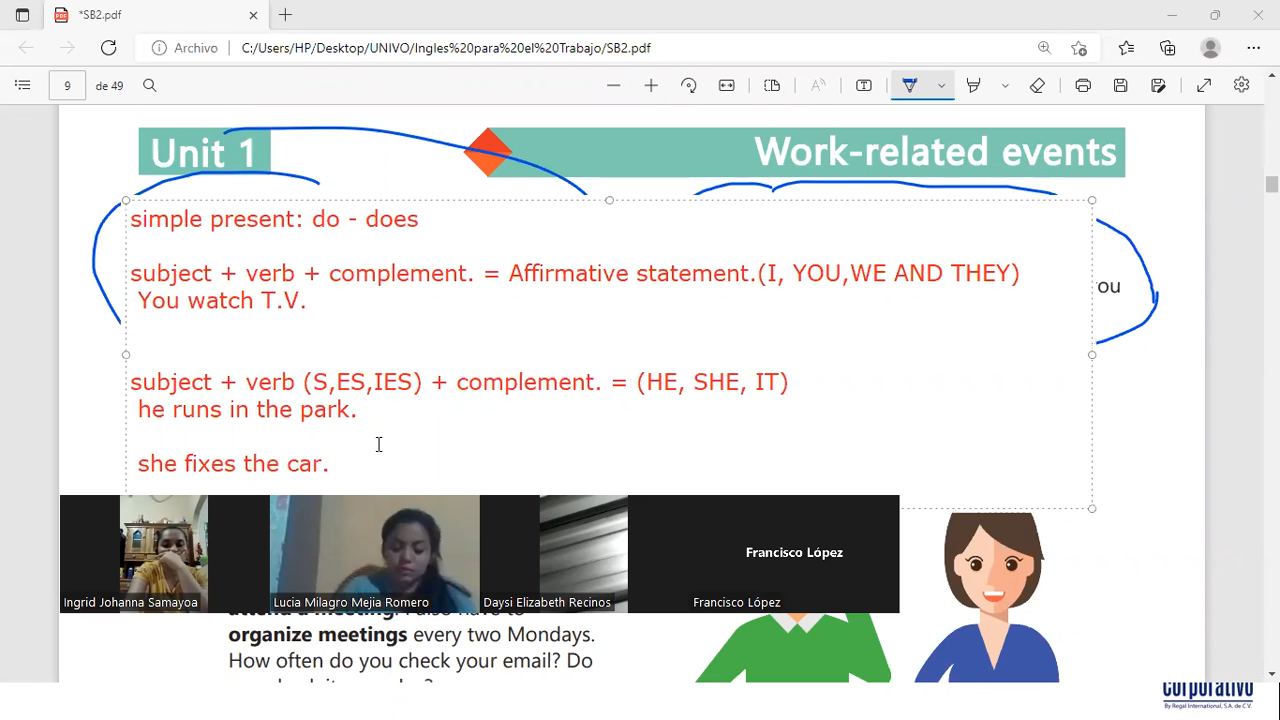 *SB2.pdf
Archivo C:/Users/HP/Desktop/UNIVO/Ingles%20para%20el%20Trabajo/SB2.pdf
9 de 49
Unit 1 Work-related events
simple present: do - does
subject + verb + complement. = Affirmative statement.(I, YOU,WE AND THEY)
ou
You watch T.V.
subject + verb (S,ES,IES) + complement. = (HE, SHE, IT)
he runs in the park.
she fixes the car.
Francisco López
Ingrid Johanna Samayoa Lucia Milagro Mejia Romero Daysi Elizabeth Recinos Francisco López
organize meetings every two Mondays.
How often do you check your email? Do
Corporativo
By Regal International, S.A. de C.V.